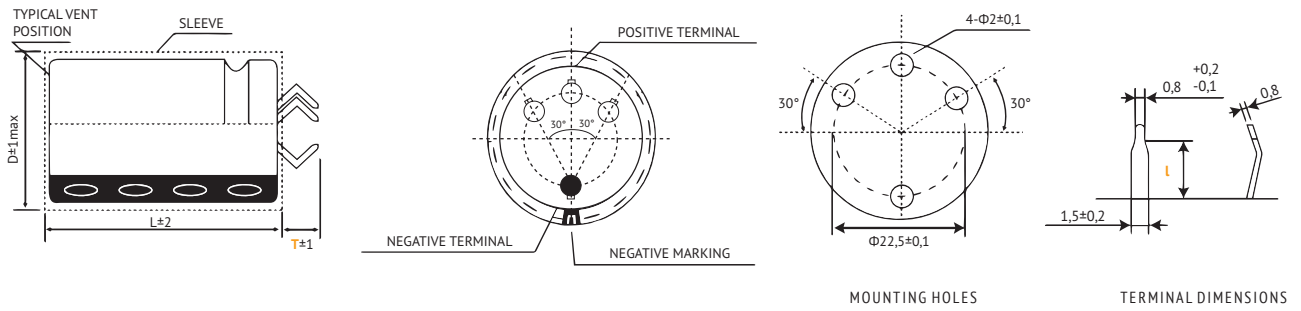 TYPICAL VENT
POSITION
SLEEVE
D±1max
L±2
T±1
POSITIVE TERMINAL
30° 30°
NEGATIVE TERMINAL
NEGATIVE MARKING
4-Φ2±0,1
30°
30°
Φ22,5±0,1
MOUNTING HOLES
+0,2
0,8 -0,1
0,8
l
1,5±0,2
TERMINAL DIMENSIONS